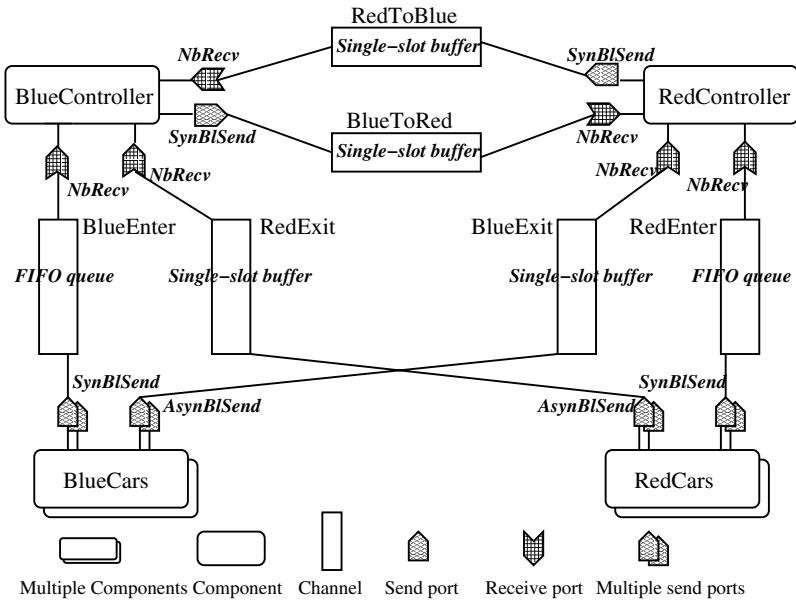 RedToBlue
NbRecv
Single-slot buffer
SynBlSend
BlueController
RedController
BlueToRed
SynBlSend
Single-slot buffer
NbRecv
NbRecv
NbRecv
NbRecv
NbRecv
BlueEnter
RedExit
BlueExit
RedEnter
FIFO queue
Single-slot buffer
Single-slot buffer
FIFO queue
SynBlSend
AsynBlSend
AsynBlSend
SynBlSend
BlueCars
RedCars
Multiple Components
Component
Channel
Send port
Receive port
Multiple send ports